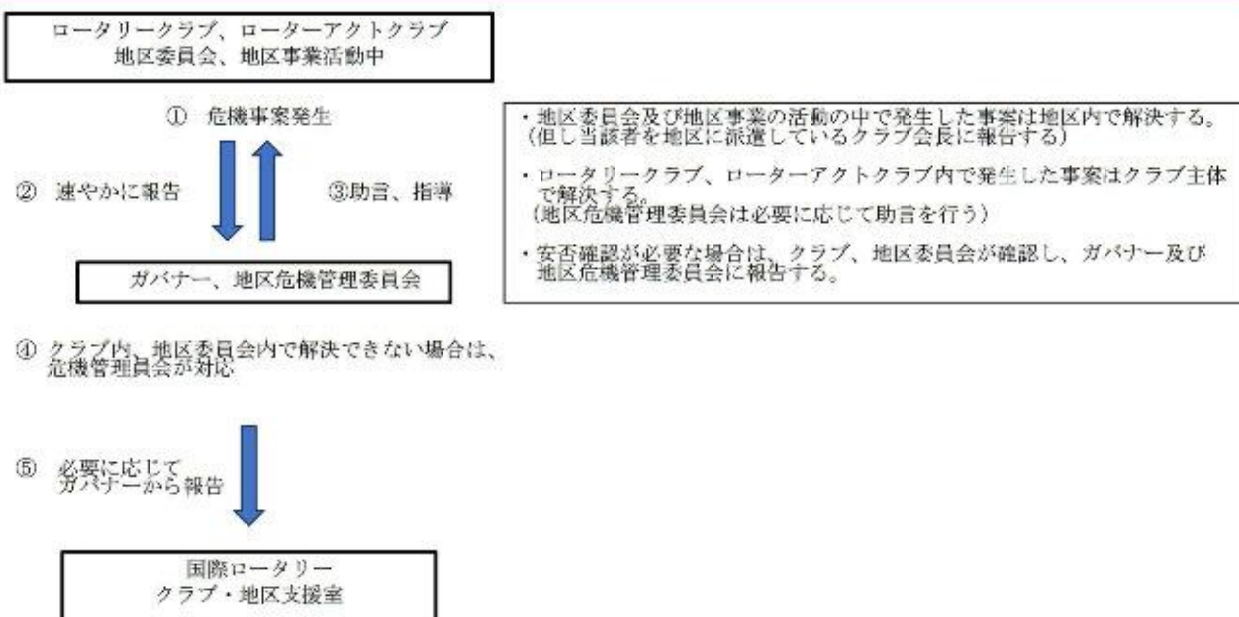 ロータリークラブ、ローターアクトクラブ
地区委員会、地区事業活動中
① 危機事案発生
② 速やかに報告
③助言、指導
ガバナー、地区危機管理委員会
・地区委員会及び地区事業の活動の中で発生した事案は地区内で解決する。
(但し当該者を地区に派遣しているクラブ会長に報告する)
・ロータリークラブ、ローターアクトクラブ内で発生した事案はクラブ主体
で解決する。
(地区危機管理委員会は必要に応じて助言を行う)
・安否確認が必要な場合は、クラブ、地区委員会が確認し、ガバナー及び
地区危機管理委員会に報告する。
④ クラブ内、地区委員会内で解決できない場合は、
危機管理員会が対応
⑤ 必要に応じて
ガバナーから報告
国際ロータリー
クラブ・地区支援室